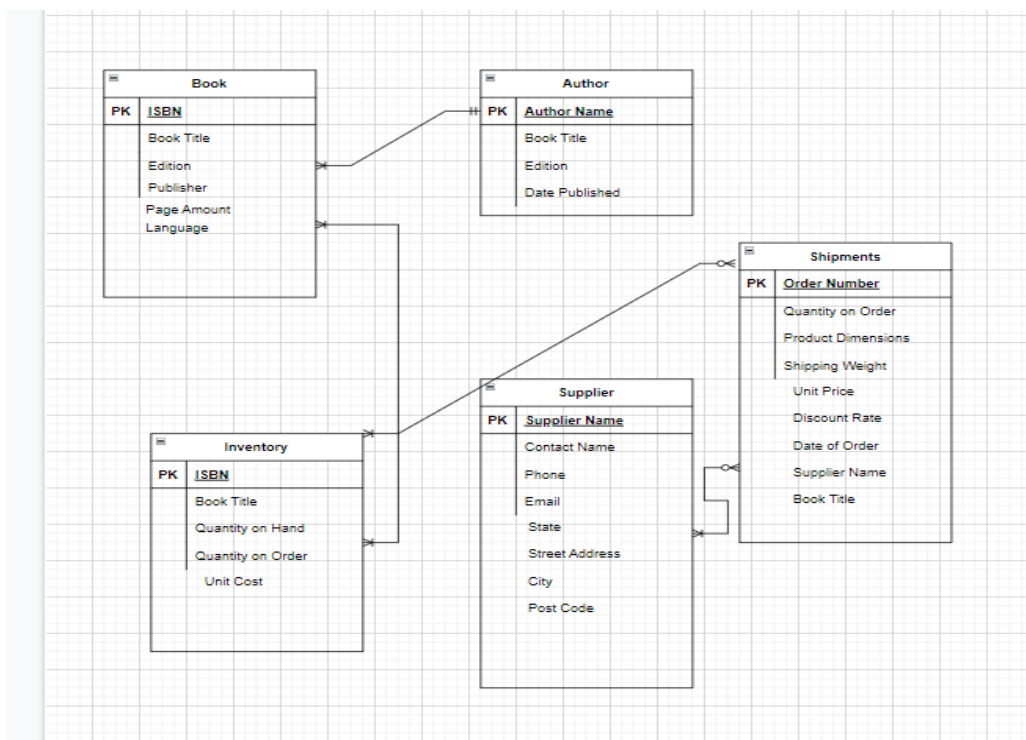 Book
PK ISBN
Book Title
Edition
Publisher
Page Amount
Language
Author
PK Author Name
Book Title
Edition
Date Published
Shipments
PK Order Number
Quantity on Order
Product Dimensions
Shipping Weight
Unit Price
Discount Rate
Date of Order
Supplier Name
Book Title
Supplier
PK Supplier Name
Contact Name
Phone
Email
State
Street Address
City
Post Code
Inventory
PK ISBN
Book Title
Quantity on Hand
Quantity on Order
Unit Cost